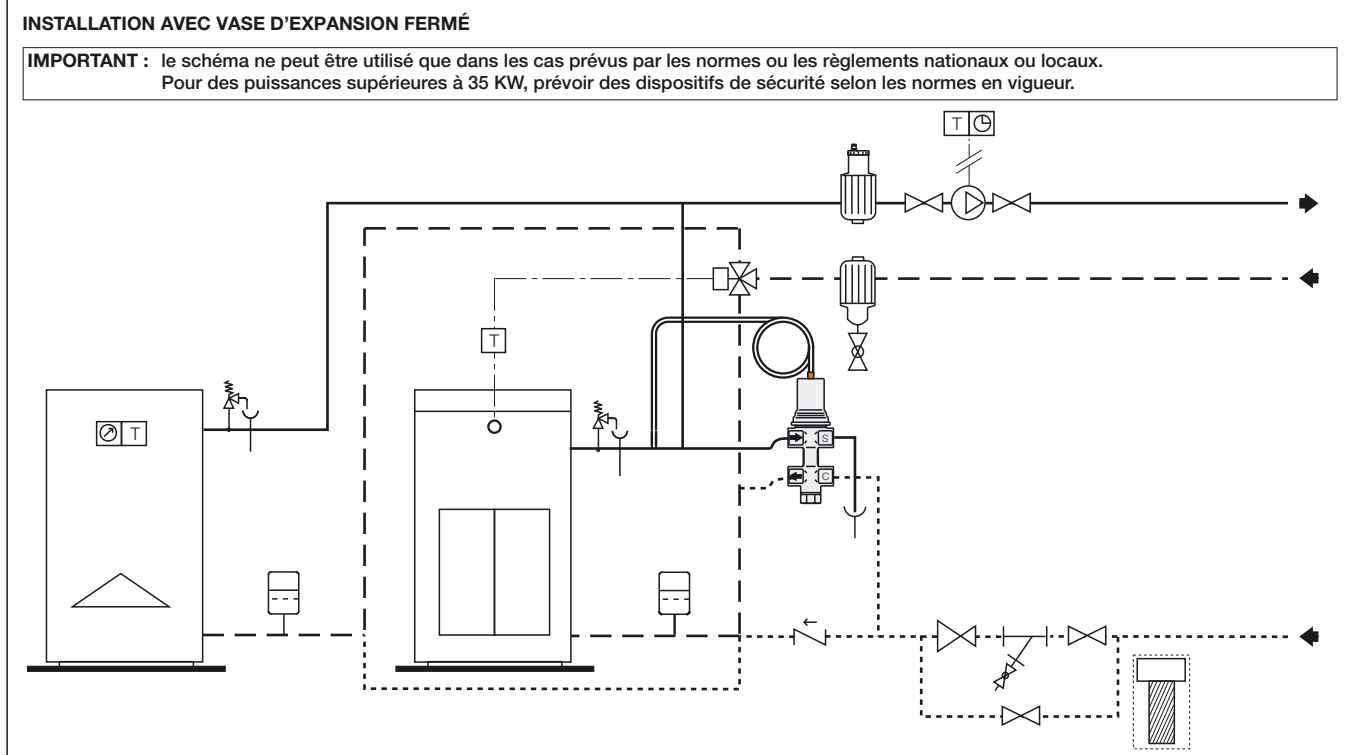 INSTALLATION AVEC VASE D'EXPANSION FERMÉ
IMPORTANT : le schéma ne peut être utilisé que dans les cas prévus par les normes ou les règlements nationaux ou locaux.
Pour des puissances supérieures à 35 KW, prévoir des dispositifs de sécurité selon les normes en vigueur.
T
T
T
S
C